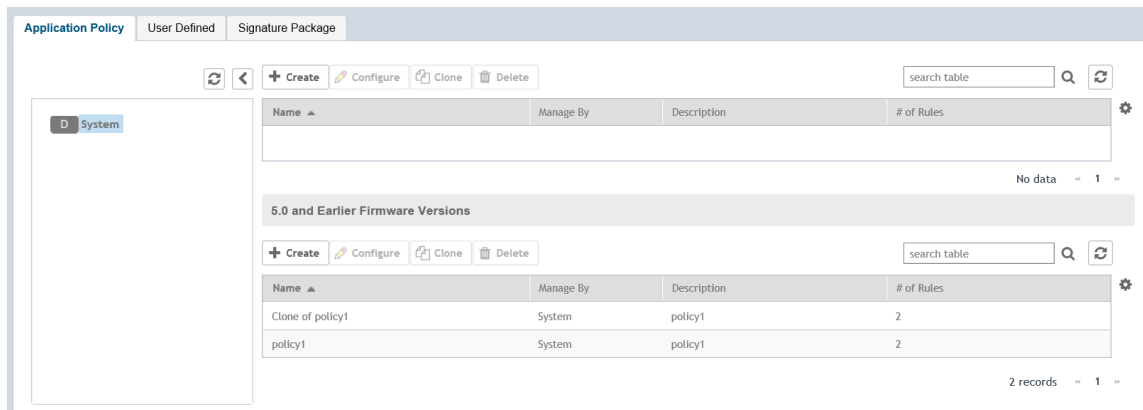 Application Policy User Defined Signature Package
Create Configure Clone Delete search table
D System
Name Manage By Description # of Rules
No data « 1 »
5.0 and Earlier Firmware Versions
Create Configure Clone Delete search table
Name Manage By Description # of Rules
Clone of policy1 System policy1 2
policy1 System policy1 2
2 records « 1 »